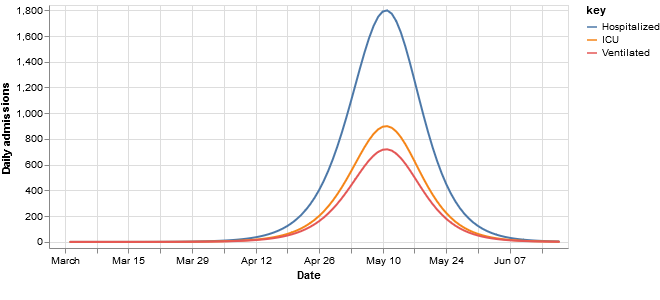 key
Hospitalized
ICU
Ventilated
Daily admissions
1,800
1,600
1,400
1,200
1,000
800
600
400
200
0
March Mar 15 Mar 29 Apr 12 Apr 26 May 10 May 24 Jun 07
Date